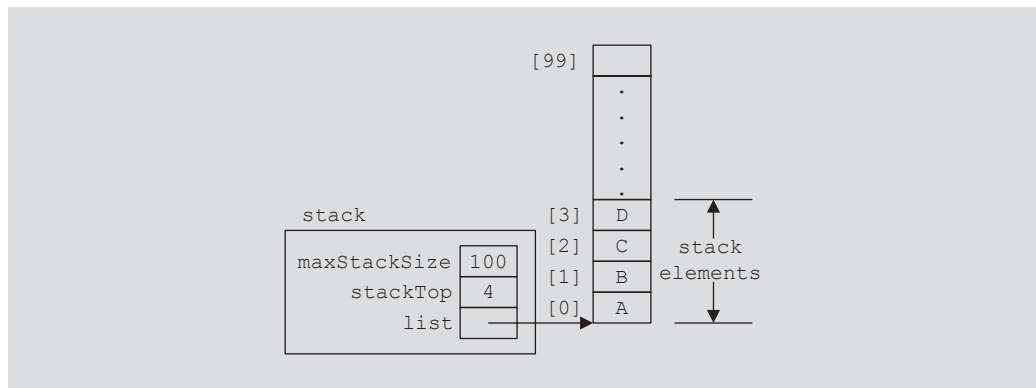 [99]
.
.
.
.
.
stack
[3] D
[2] C
stack
maxStackSize 100
[1] B
elements
stackTop 4
[0] A
list